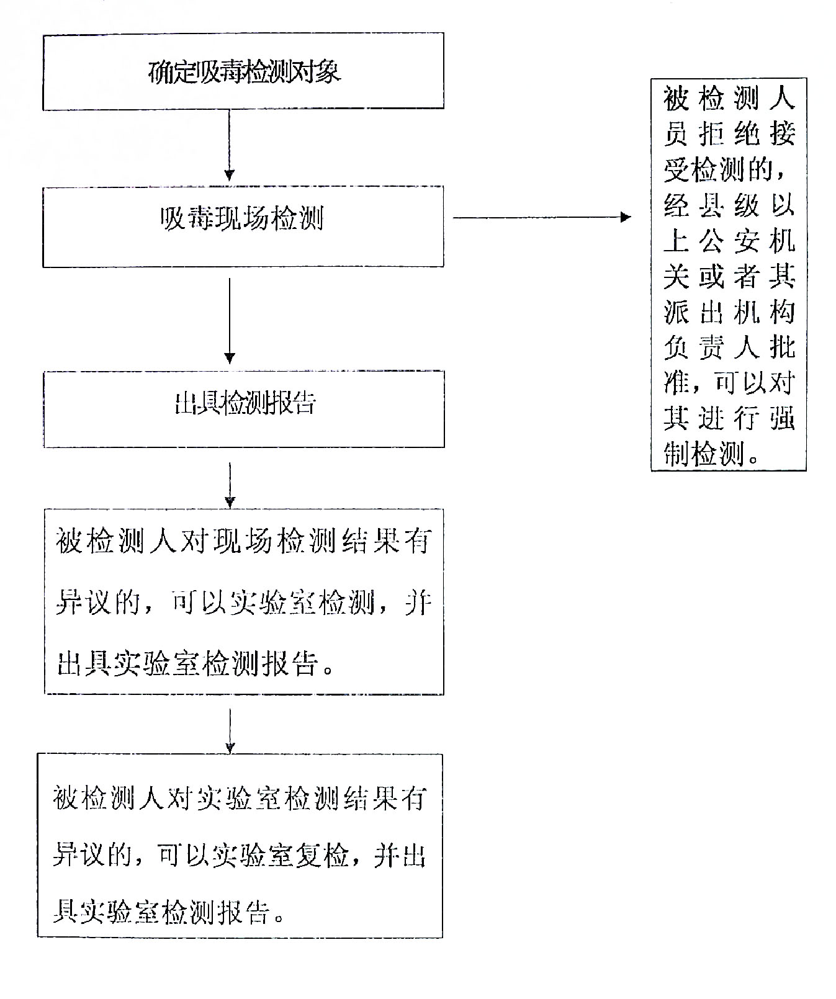 确定吸毒检测对象
吸毒现场检测
出具检测报告
被检测人对现场检测结果有
异议的，可以实验室检测，并
出具实验室检测报告。
被检测人对实验室检测结果有
异议的，可以实验室复检，并出
具实验室检测报告。
被检测人
员拒绝接
受检测的，
经县级以
上公安机
关或者其
派出机构
负责人批
准，可以对
其进行强
制检测。